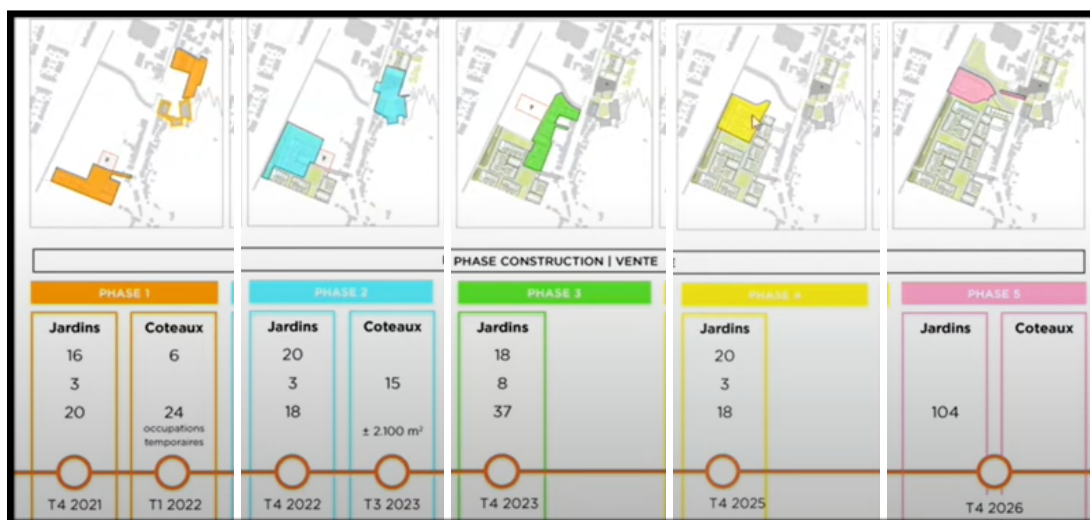 PHASE CONSTRUCTION | VENTE
PHASE 1
Jardins Coteaux
16 6
3
20 24
occupations
temporaires
T4 2021 T1 2022
PHASE 2
Jardins Coteaux
20
3 15
18 ± 2.100 m²
T4 2022 T3 2023
PHASE 3
Jardins
18
8
37
T4 2023
PHASE 4
Jardins
20
3
18
T4 2025
PHASE 5
Jardins Coteaux
104
T4 2026